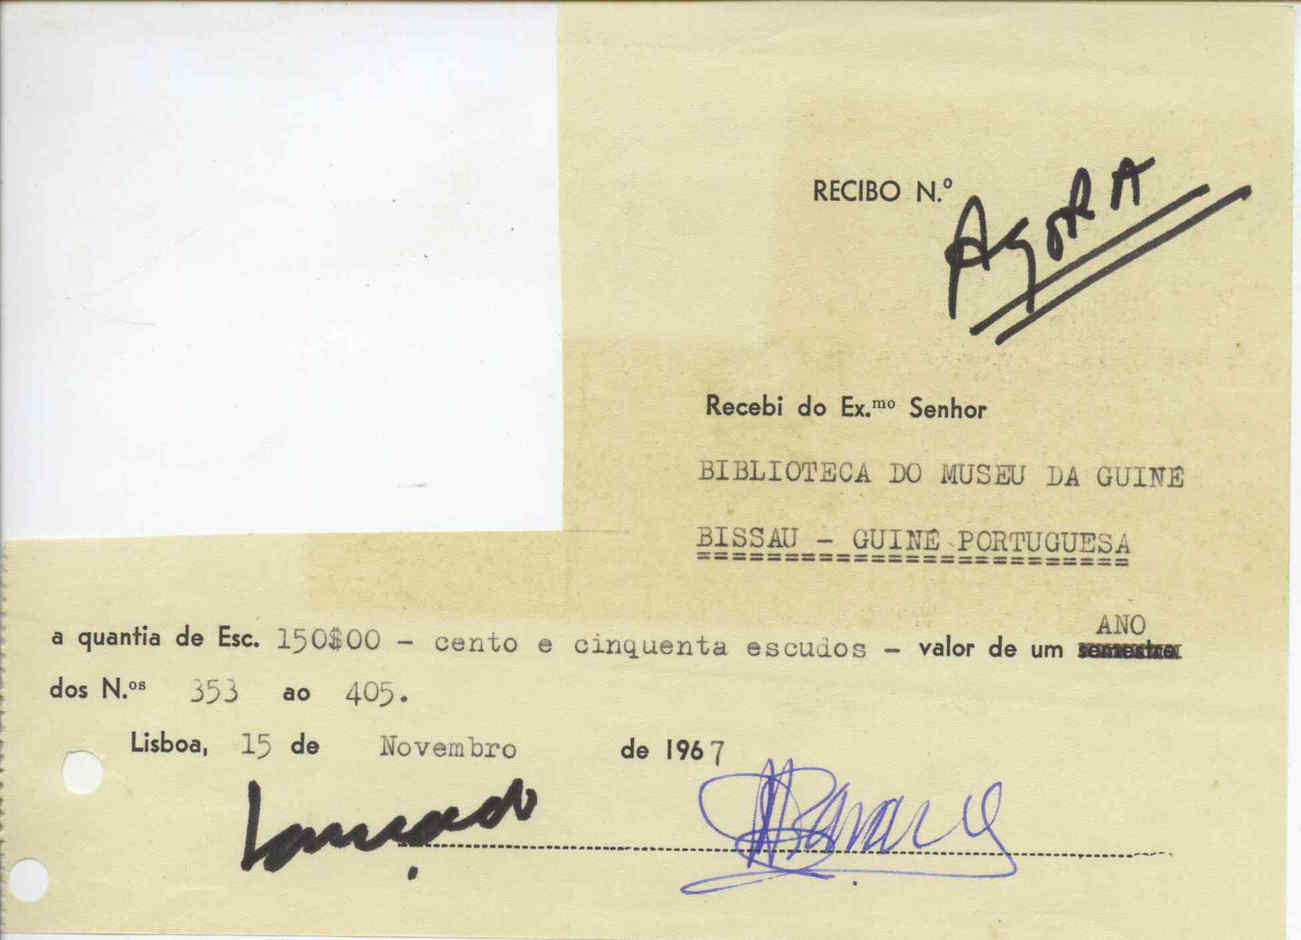 RECIBO N.º
AGORA
Recebi do Ex.mo Senhor
BIBLIOTECA DO MUSEU DA GUINÉ
BISSAU - GUINÉ PORTUGUESA
ANO
a quantia de Esc. 150$00 - cento e cinquenta escudos - valor de um semestre
dos N.os 353 ao 405.
Lisboa, 15 de Novembro de 1967
Lançado